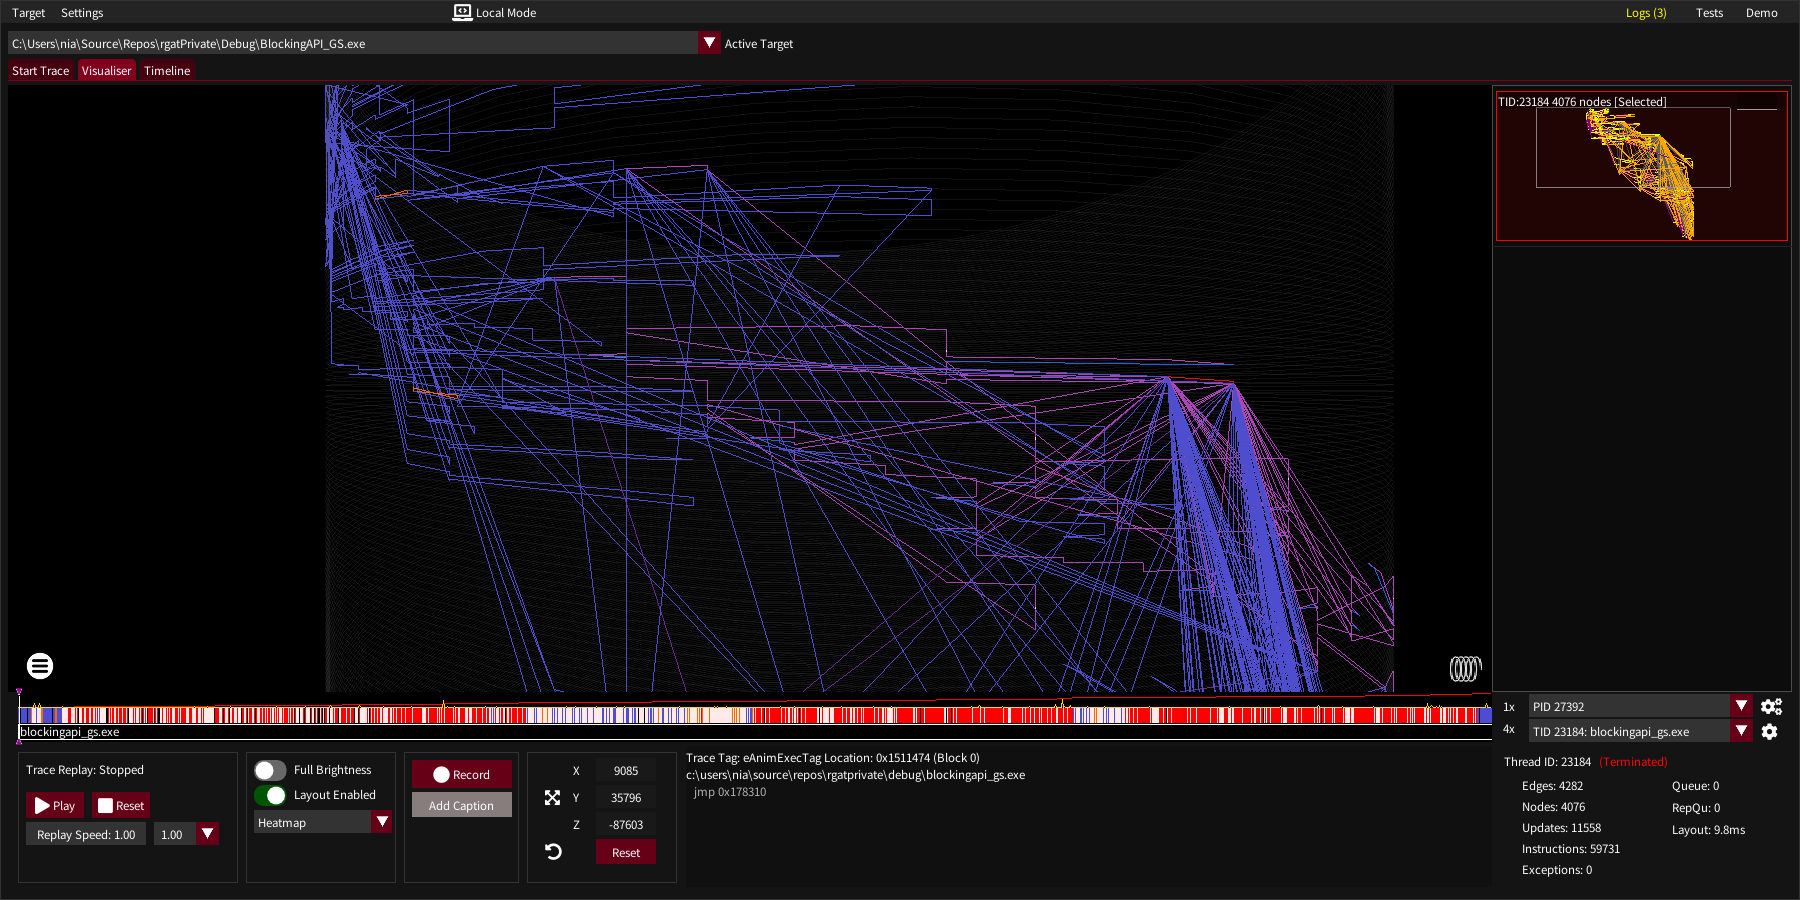 Target Settings Local Mode Logs (3) Tests Demo
C:\Users\nia\Source\Repos\rgatPrivate\Debug\BlockingAPI_GS.exe Active Target
Start Trace Visualiser Timeline
TID:23184 4076 nodes [Selected]
1x PID 27392
4x TID 23184: blockingapi_gs.exe
blockingapi_gs.exe
Trace Replay: Stopped
Play Reset
Replay Speed: 1.00 1.00
Full Brightness
Layout Enabled
Heatmap
Record
Add Caption
X 9085
Y 35796
Z -87603
Reset
Trace Tag: eAnimExecTag Location: 0x1511474 (Block 0)
c:\users\nia\source\repos\rgatprivate\debug\blockingapi_gs.exe
jmp 0x178310
Thread ID: 23184 (Terminated)
Edges: 4282 Queue: 0
Nodes: 4076 RepQu: 0
Updates: 11558 Layout: 9.8ms
Instructions: 59731
Exceptions: 0